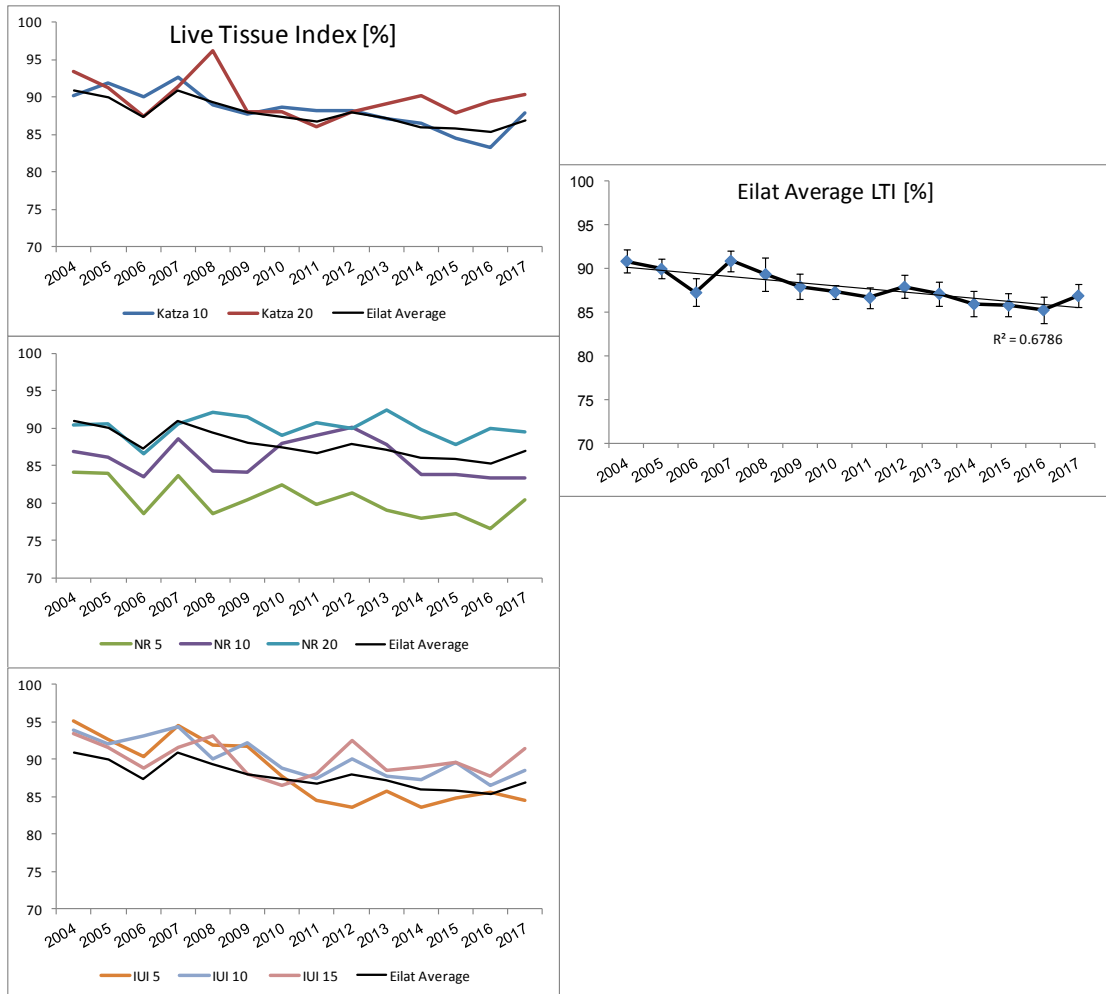 Live Tissue Index [%]
100
95
90
85
80
75
70
2004 2005 2006 2007 2008 2009 2010 2011 2012 2013 2014 2015 2016 2017
Katza 10 Katza 20 Eilat Average
Eilat Average LTI [%]
100
95
90
85
80
75
70
R² = 0.6786
2004 2005 2006 2007 2008 2009 2010 2011 2012 2013 2014 2015 2016 2017
100
95
90
85
80
75
70
2004 2005 2006 2007 2008 2009 2010 2011 2012 2013 2014 2015 2016 2017
NR 5 NR 10 NR 20 Eilat Average
100
95
90
85
80
75
70
2004 2005 2006 2007 2008 2009 2010 2011 2012 2013 2014 2015 2016 2017
IUI 5 IUI 10 IUI 15 Eilat Average